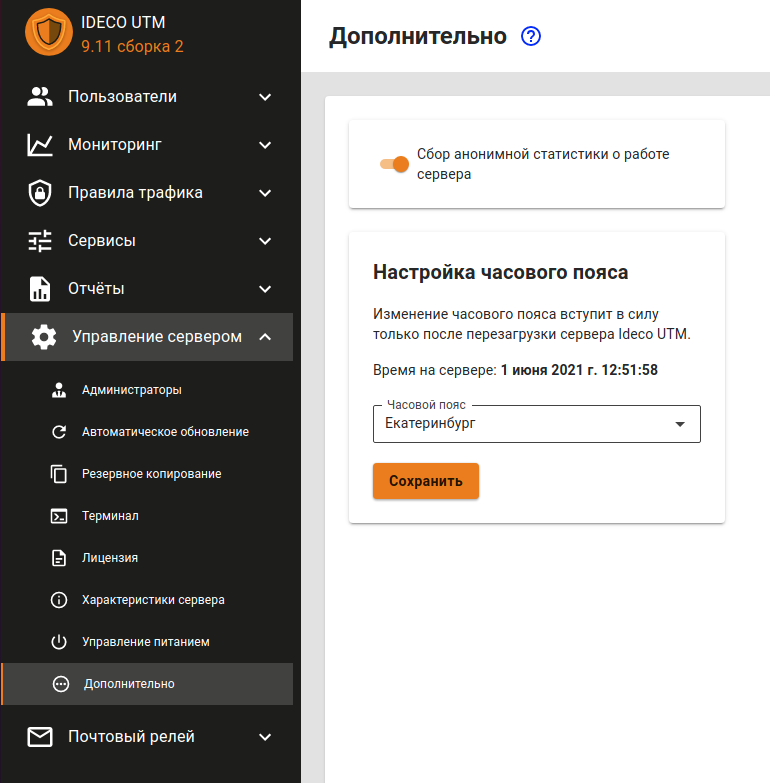 IDECO UTM
9.11 сборка 2
Пользователи
Мониторинг
Правила трафика
Сервисы
Отчёты
Управление сервером
Администраторы
Автоматическое обновление
Резервное копирование
Терминал
Лицензия
Характеристики сервера
Управление питанием
Дополнительно
Почтовый релей
Дополнительно
Сбор анонимной статистики о работе
сервера
Настройка часового пояса
Изменение часового пояса вступит в силу
только после перезагрузки сервера Ideco UTM.
Время на сервере: 1 июня 2021 г. 12:51:58
Часовой пояс
Екатеринбург
Сохранить